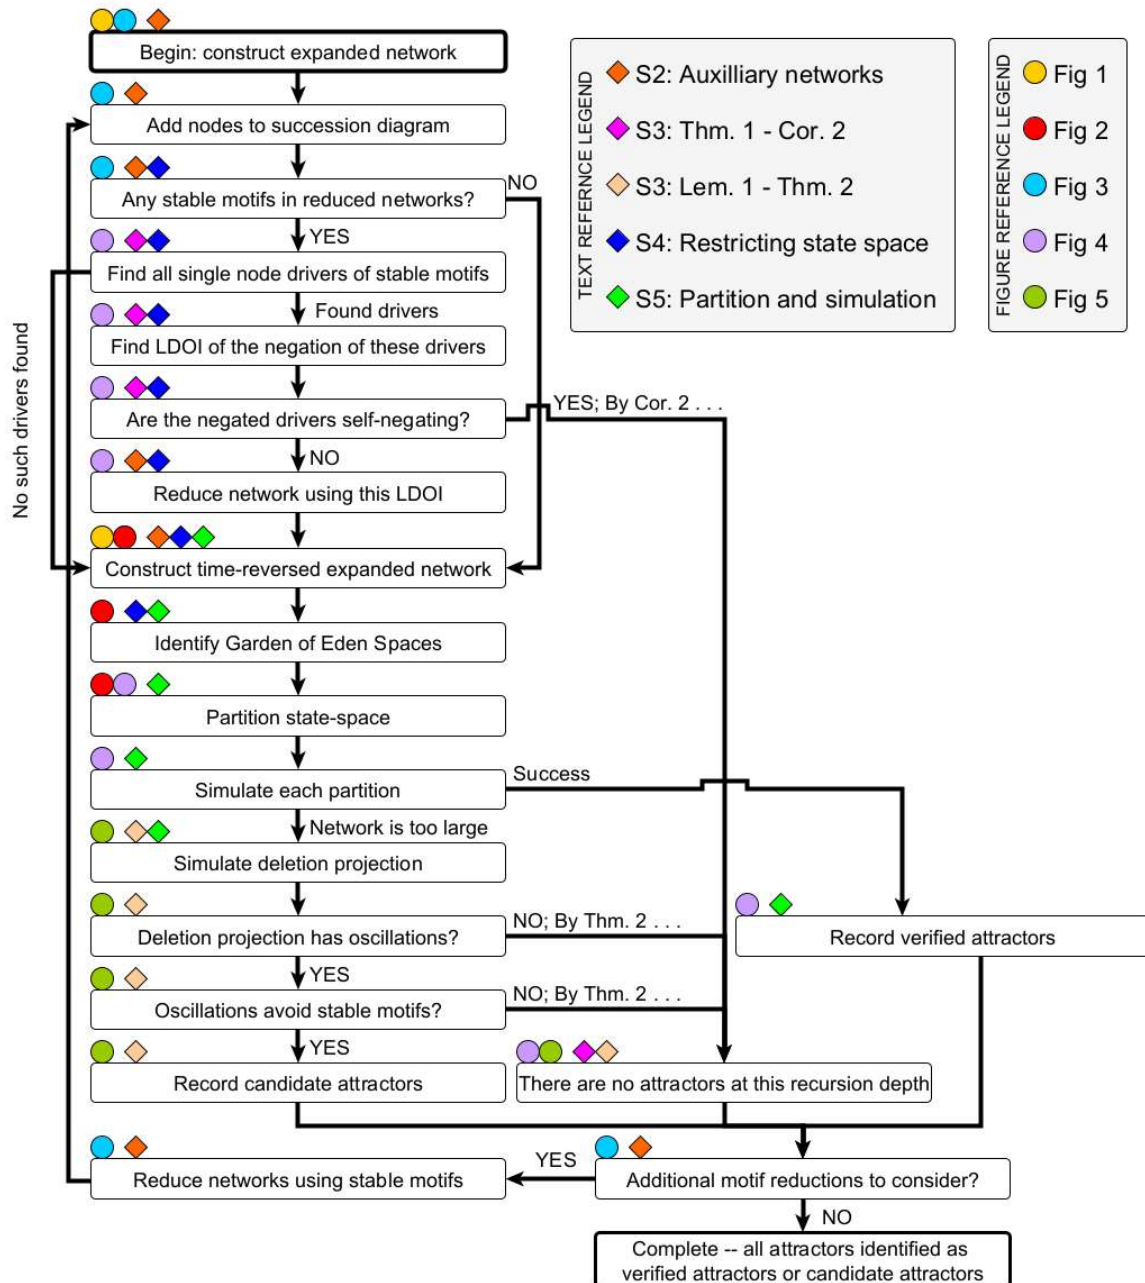 Begin: construct expanded network
Add nodes to succession diagram
Any stable motifs in reduced networks?
NO
YES
Find all single node drivers of stable motifs
Found drivers
Find LDOI of the negation of these drivers
Are the negated drivers self-negating?
YES; By Cor. 2 . . .
NO
Reduce network using this LDOI
No such drivers found
Construct time-reversed expanded network
Identify Garden of Eden Spaces
Partition state-space
Simulate each partition
Success
Network is too large
Simulate deletion projection
Deletion projection has oscillations?
NO; By Thm. 2 . . .
Record verified attractors
YES
Oscillations avoid stable motifs?
NO; By Thm. 2 . . .
YES
Record candidate attractors
There are no attractors at this recursion depth
Reduce networks using stable motifs
YES
Additional motif reductions to consider?
NO
Complete -- all attractors identified as
verified attractors or candidate attractors
TEXT REFERNCE LEGEND
S2: Auxilliary networks
S3: Thm. 1 - Cor. 2
S3: Lem. 1 - Thm. 2
S4: Restricting state space
S5: Partition and simulation
FIGURE REFERENCE LEGEND
Fig 1
Fig 2
Fig 3
Fig 4
Fig 5